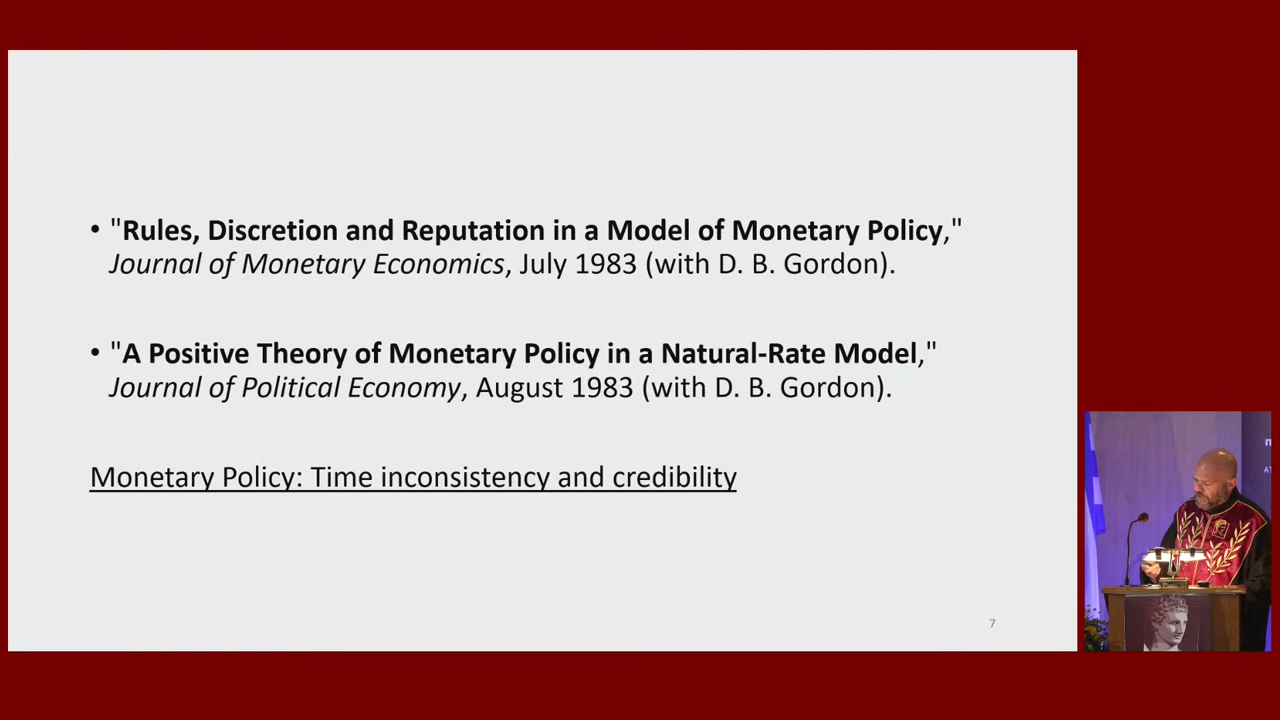 • "Rules, Discretion and Reputation in a Model of Monetary Policy,"
Journal of Monetary Economics, July 1983 (with D. B. Gordon).
• "A Positive Theory of Monetary Policy in a Natural-Rate Model,"
Journal of Political Economy, August 1983 (with D. B. Gordon).
Monetary Policy: Time inconsistency and credibility
7